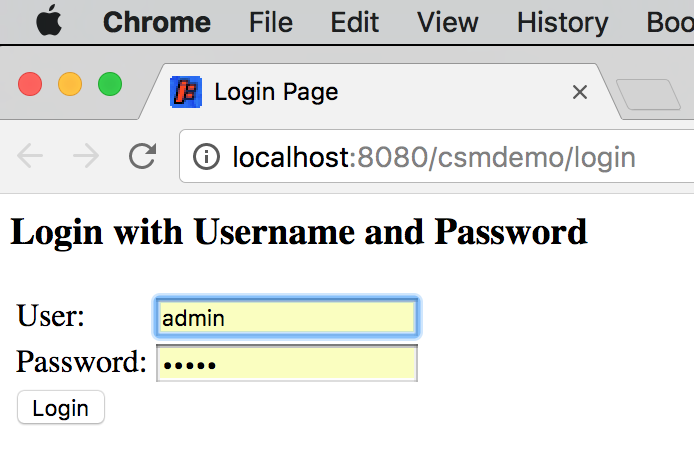 Chrome File Edit View History Boo
Login Page
localhost:8080/csmdemo/login
Login with Username and Password
User: admin
Password: •••••
Login